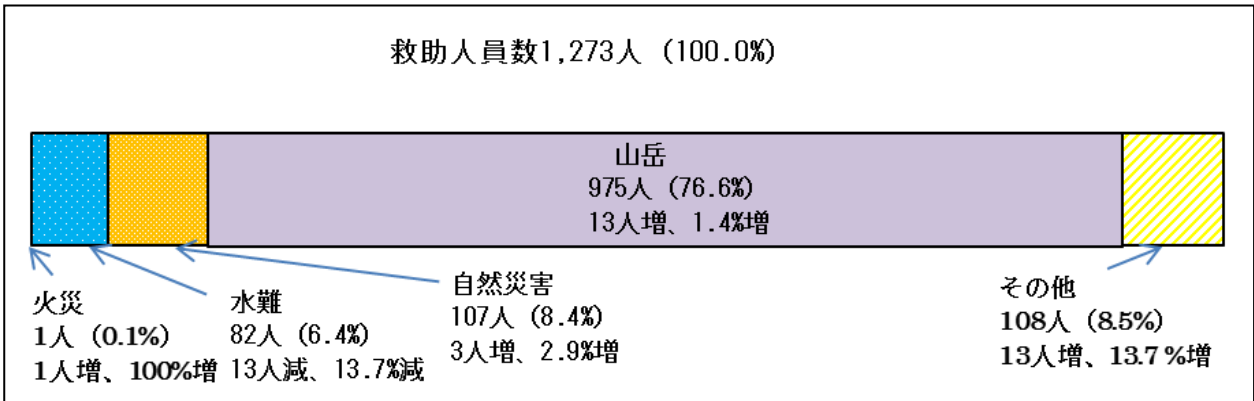 救助人員数1,273人 (100.0%)
山岳
975人 (76.6%)
13人増、1.4%増
火災
1人 (0.1%)
1人増、100%増
水難
82人 (6.4%)
13人減、13.7%減
自然災害
107人 (8.4%)
3人増、2.9%増
その他
108人 (8.5%)
13人増、13.7%増